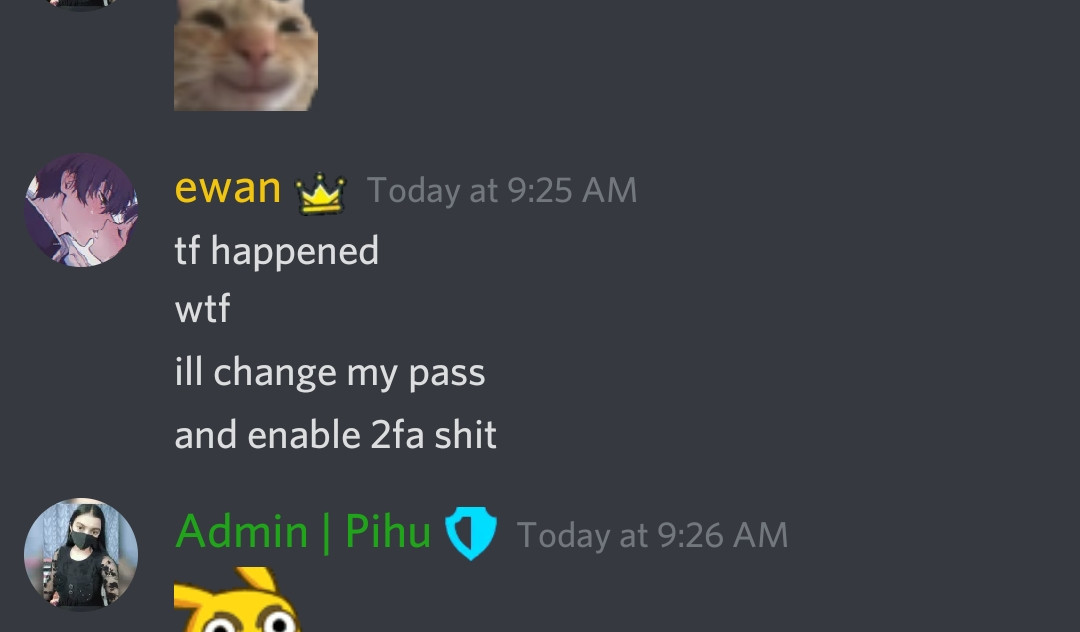 ewan Today at 9:25 AM
tf happened
wtf
ill change my pass
and enable 2fa shit
Admin | Pihu Today at 9:26 AM